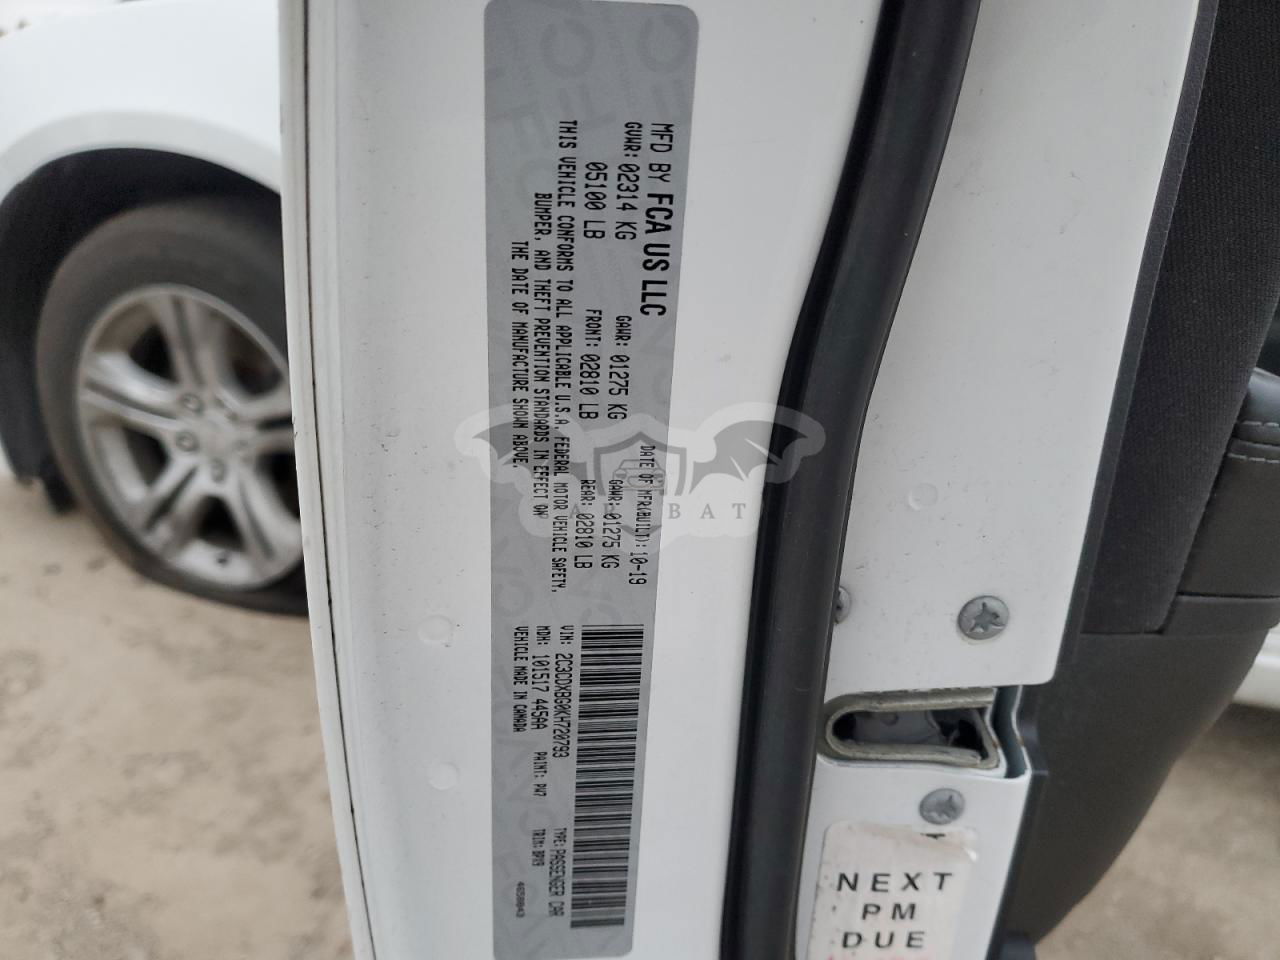 MFD BY FCA US LLC
DATE OF MFR(BUILT): 10-19
GVWR: 02314 KG GAWR: 01275 KG GAWR: 01275 KG
05100 LB FRONT: 02810 LB REAR: 02810 LB
THIS VEHICLE CONFORMS TO ALL APPLICABLE U.S.A. FEDERAL MOTOR VEHICLE SAFETY,
BUMPER, AND THEFT PREVENTION STANDARDS IN EFFECT ON
THE DATE OF MANUFACTURE SHOWN ABOVE.
VIN: 2C3CDXBG0KH720793 TYPE: PASSENGER CAR
MDH: 101517 445AA PAINT: PW7 TRIM: BPX9
VEHICLE MADE IN CANADA
NEXT
PM
DUE